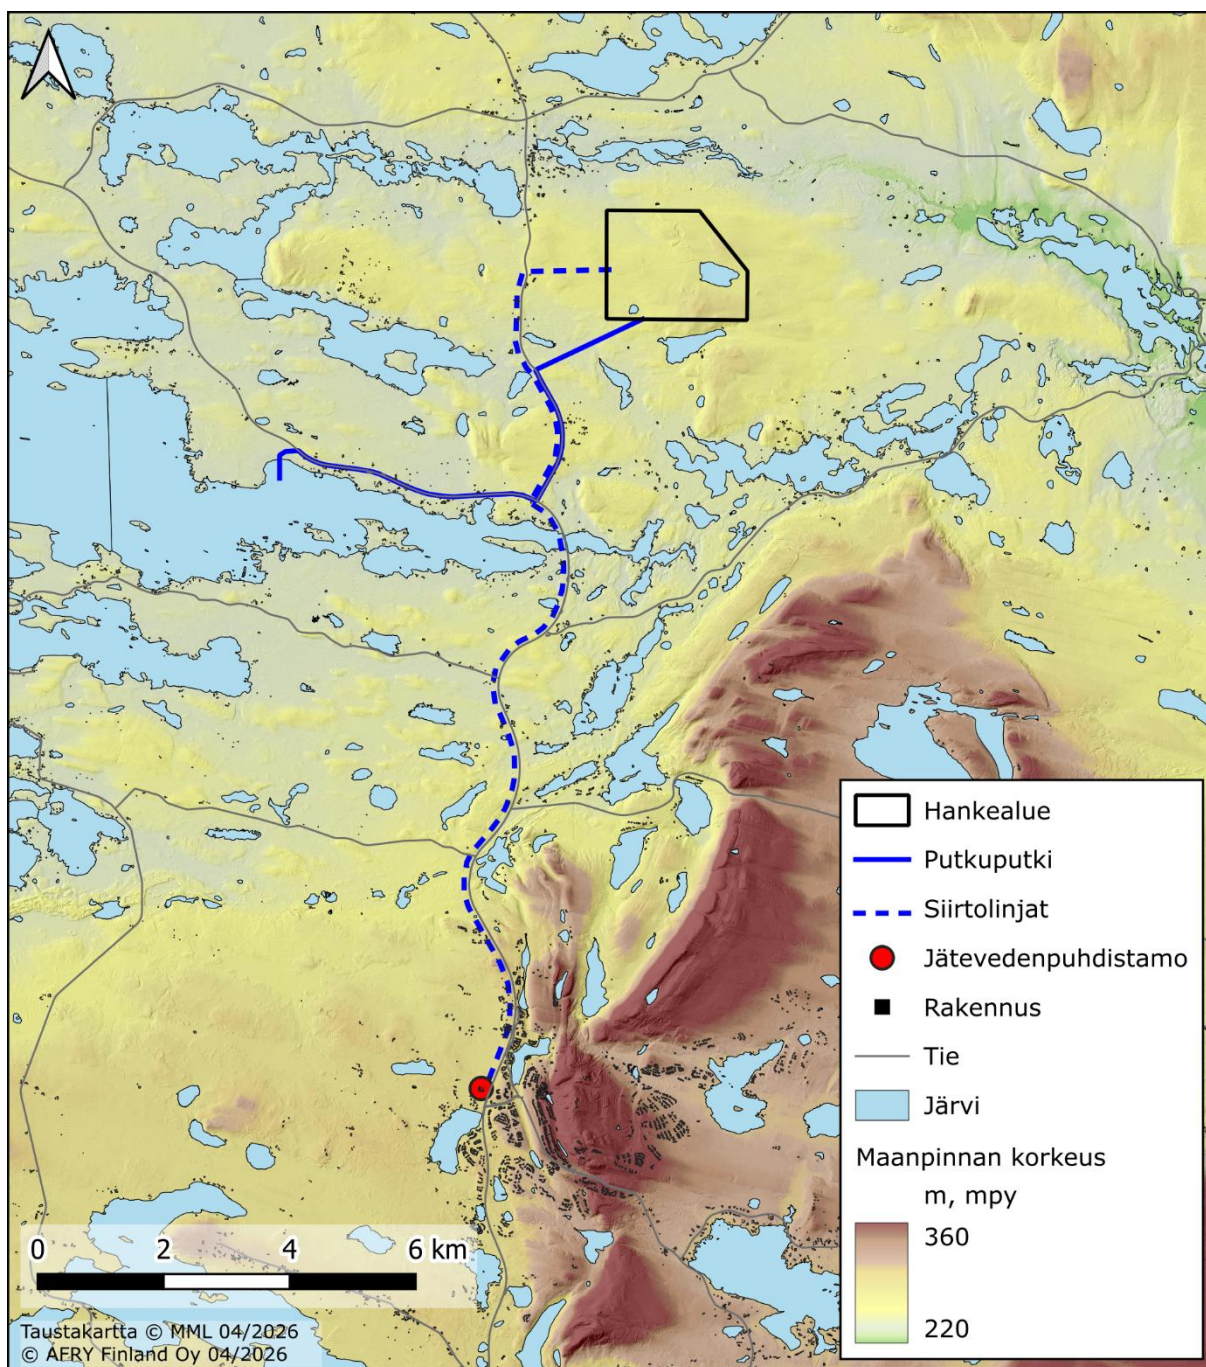 Hankealue
Putkuputki
Siirtolinjat
Jätevedenpuhdistamo
Rakennus
Tie
Järvi
Maanpinnan korkeus
m, mpy
360
220
0 2 4 6 km
Taustakartta © MML 04/2026
© AFRY Finland Oy 04/2026